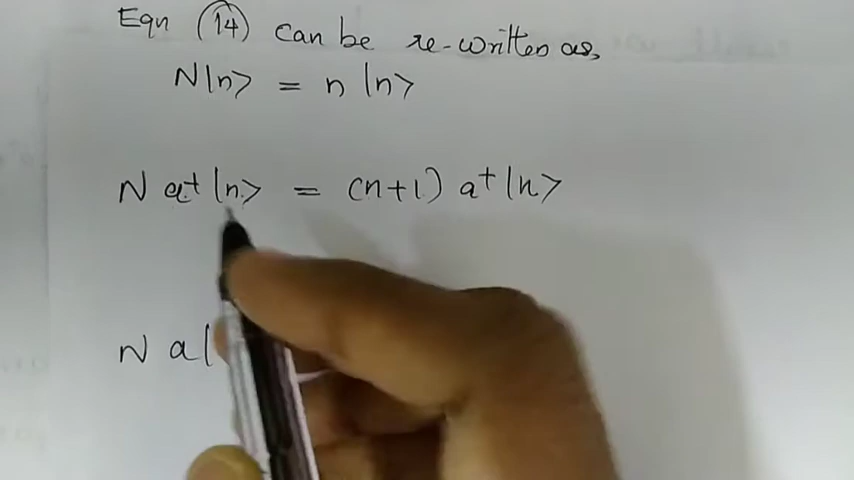 Eqn (14) can be re-written as,
N|n> = n |n>
N a† |n> = (n+1) a† |n>
N a|